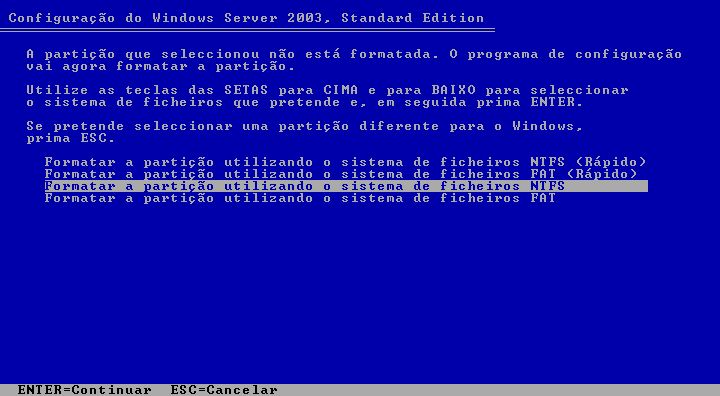 Configuração do Windows Server 2003, Standard Edition
A partição que seleccionou não está formatada. O programa de configuração
vai agora formatar a partição.
Utilize as teclas das SETAS para CIMA e para BAIXO para seleccionar
o sistema de ficheiros que pretende e, em seguida prima ENTER.
Se pretende seleccionar uma partição diferente para o Windows,
prima ESC.
Formatar a partição utilizando o sistema de ficheiros NTFS (Rápido)
Formatar a partição utilizando o sistema de ficheiros FAT (Rápido)
Formatar a partição utilizando o sistema de ficheiros NTFS
Formatar a partição utilizando o sistema de ficheiros FAT
ENTER=Continuar ESC=Cancelar